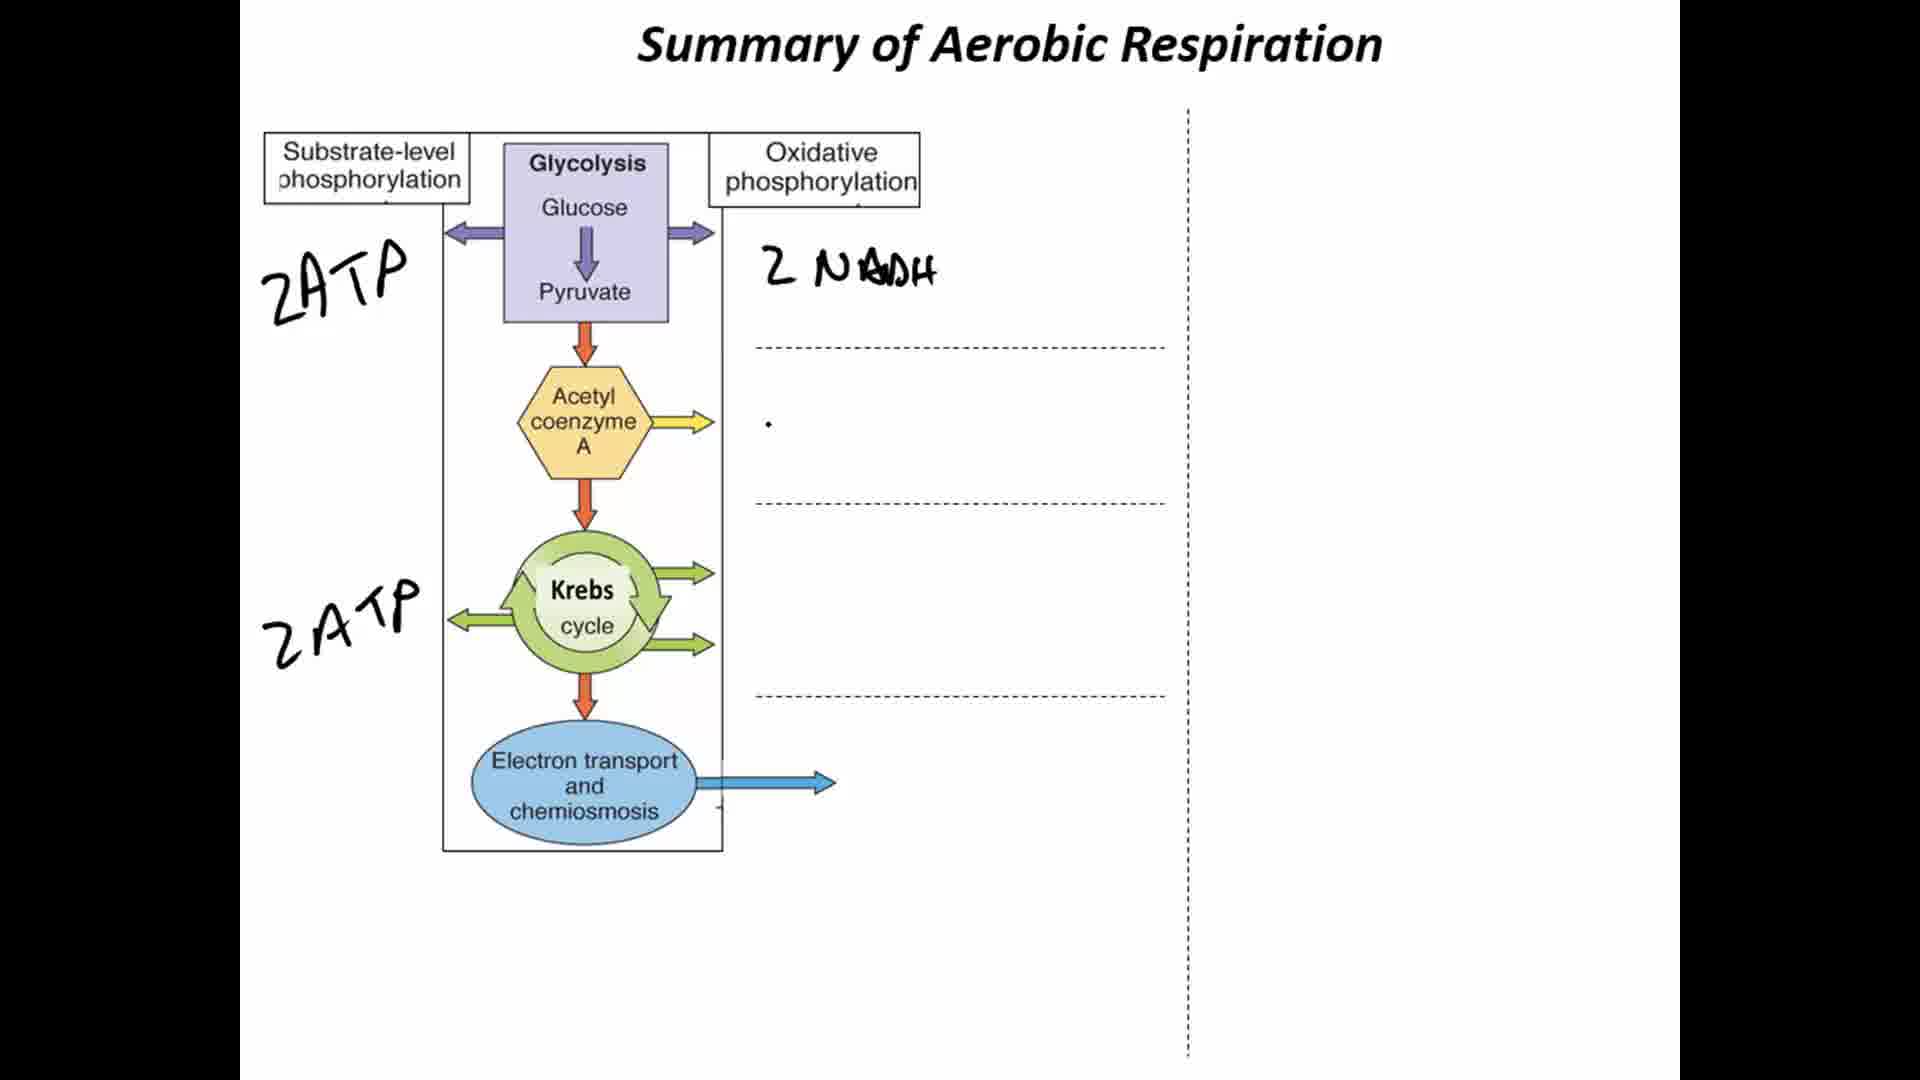 Summary of Aerobic Respiration
Substrate-level
phosphorylation
Glycolysis
Glucose
Pyruvate
Oxidative
phosphorylation
2ATP
2 NADH
Acetyl
coenzyme
A
Krebs
cycle
2ATP
Electron transport
and
chemiosmosis